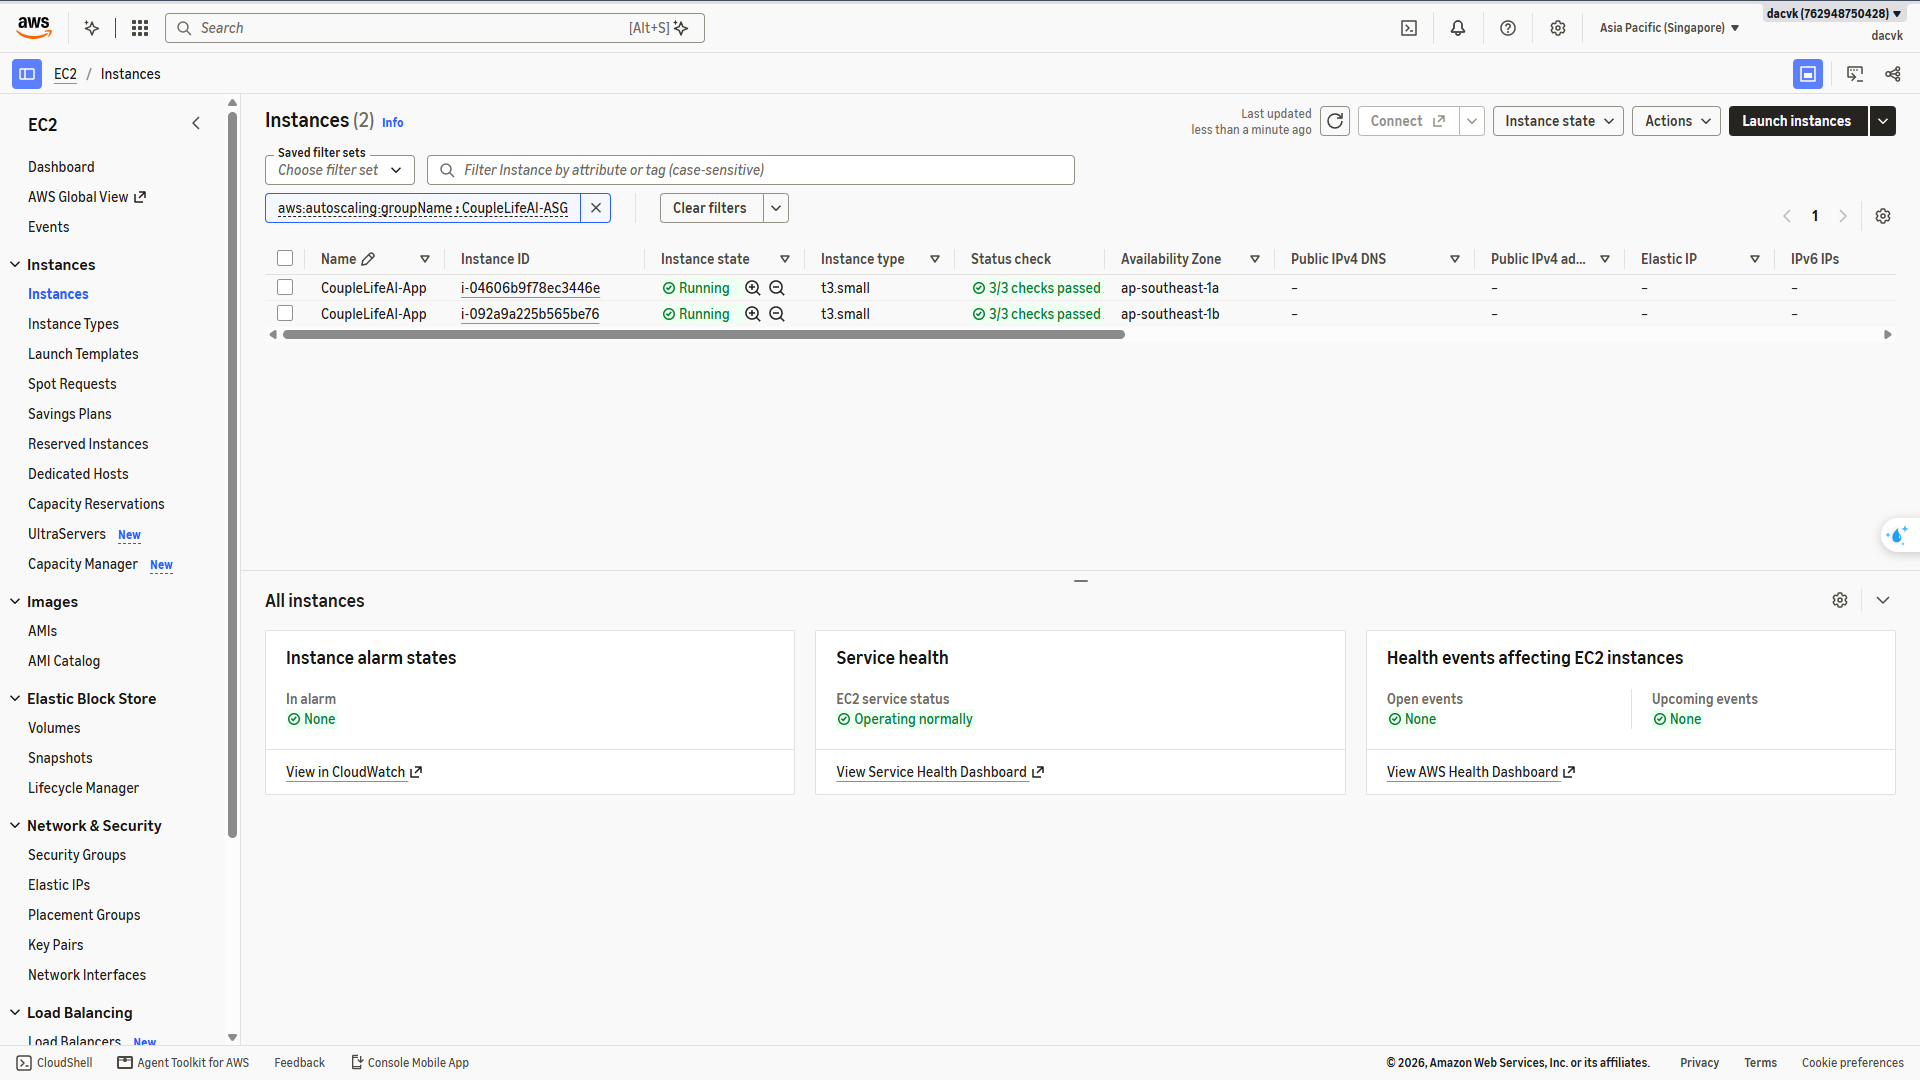 aws
Search
[Alt+S]
Asia Pacific (Singapore)
dacvk (762948750428)
dacvk
EC2 / Instances
EC2
Dashboard
AWS Global View
Events
Instances
Instances
Instance Types
Launch Templates
Spot Requests
Savings Plans
Reserved Instances
Dedicated Hosts
Capacity Reservations
UltraServers New
Capacity Manager New
Images
AMIs
AMI Catalog
Elastic Block Store
Volumes
Snapshots
Lifecycle Manager
Network & Security
Security Groups
Elastic IPs
Placement Groups
Key Pairs
Network Interfaces
Load Balancing
Load Balancers New
Instances (2) Info
Last updated
less than a minute ago
Connect
Instance state
Actions
Launch instances
Saved filter sets
Choose filter set
Filter Instance by attribute or tag (case-sensitive)
aws:autoscaling:groupName : CoupleLifeAI-ASG
Clear filters
1
Name Instance ID Instance state Instance type Status check Availability Zone Public IPv4 DNS Public IPv4 ad... Elastic IP IPv6 IPs
CoupleLifeAI-App i-04606b9f78ec3446e Running t3.small 3/3 checks passed ap-southeast-1a – – – –
CoupleLifeAI-App i-092a9a225b565be76 Running t3.small 3/3 checks passed ap-southeast-1b – – – –
All instances
Instance alarm states
In alarm
None
View in CloudWatch
Service health
EC2 service status
Operating normally
View Service Health Dashboard
Health events affecting EC2 instances
Open events
None
Upcoming events
None
View AWS Health Dashboard
CloudShell
Agent Toolkit for AWS
Feedback
Console Mobile App
© 2026, Amazon Web Services, Inc. or its affiliates.
Privacy
Terms
Cookie preferences